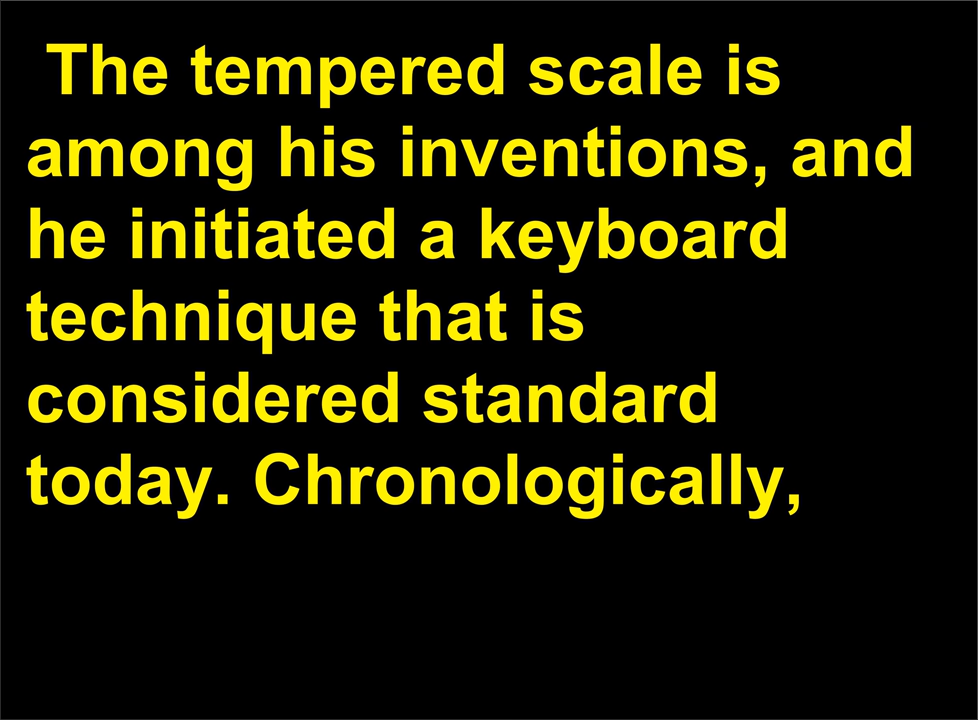 The tempered scale is
among his inventions, and
he initiated a keyboard
technique that is
considered standard
today. Chronologically,